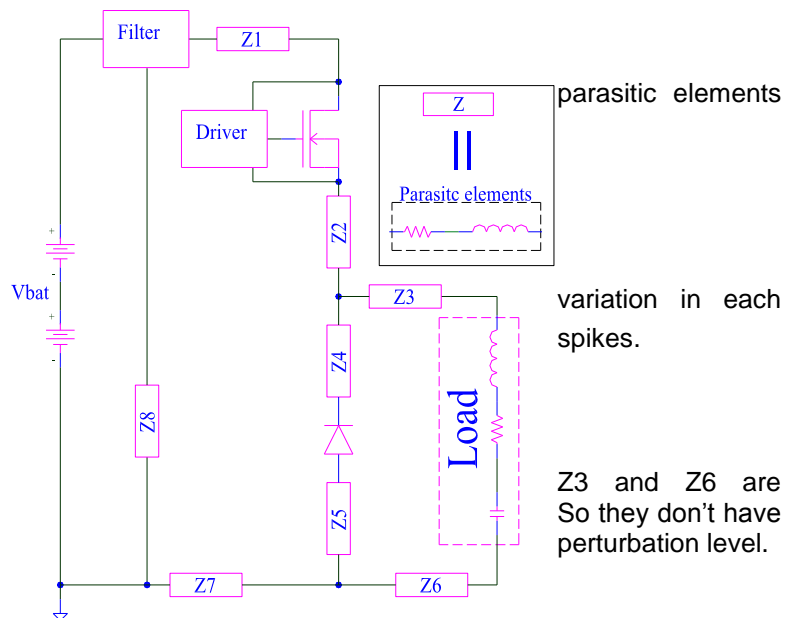 Filter
Z1
parasitic elements
Z
Driver
Parasitc elements
Z2
+
-
Vbat
+
-
Z3
variation in each
spikes.
Z4
Load
Z8
Z5
Z3 and Z6 are
So they don't have
perturbation level.
Z7
Z6